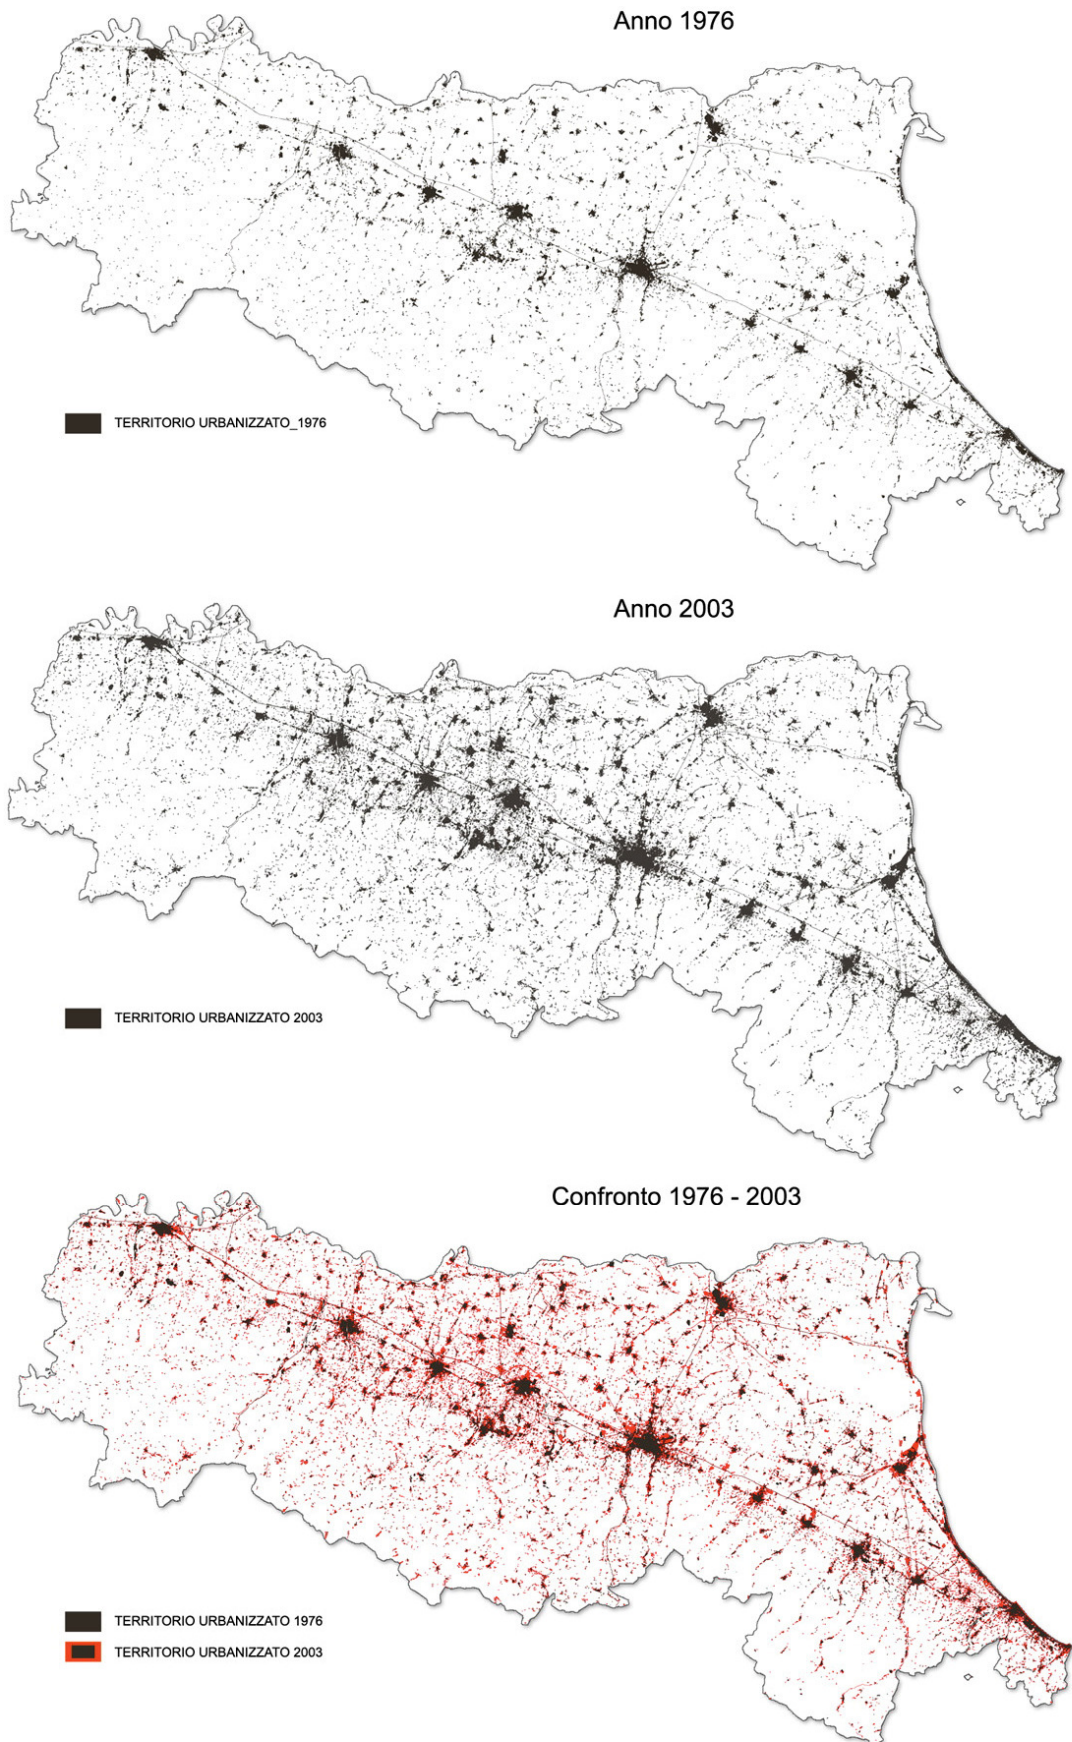 Anno 1976
TERRITORIO URBANIZZATO_1976
Anno 2003
TERRITORIO URBANIZZATO 2003
Confronto 1976 - 2003
TERRITORIO URBANIZZATO 1976
TERRITORIO URBANIZZATO 2003